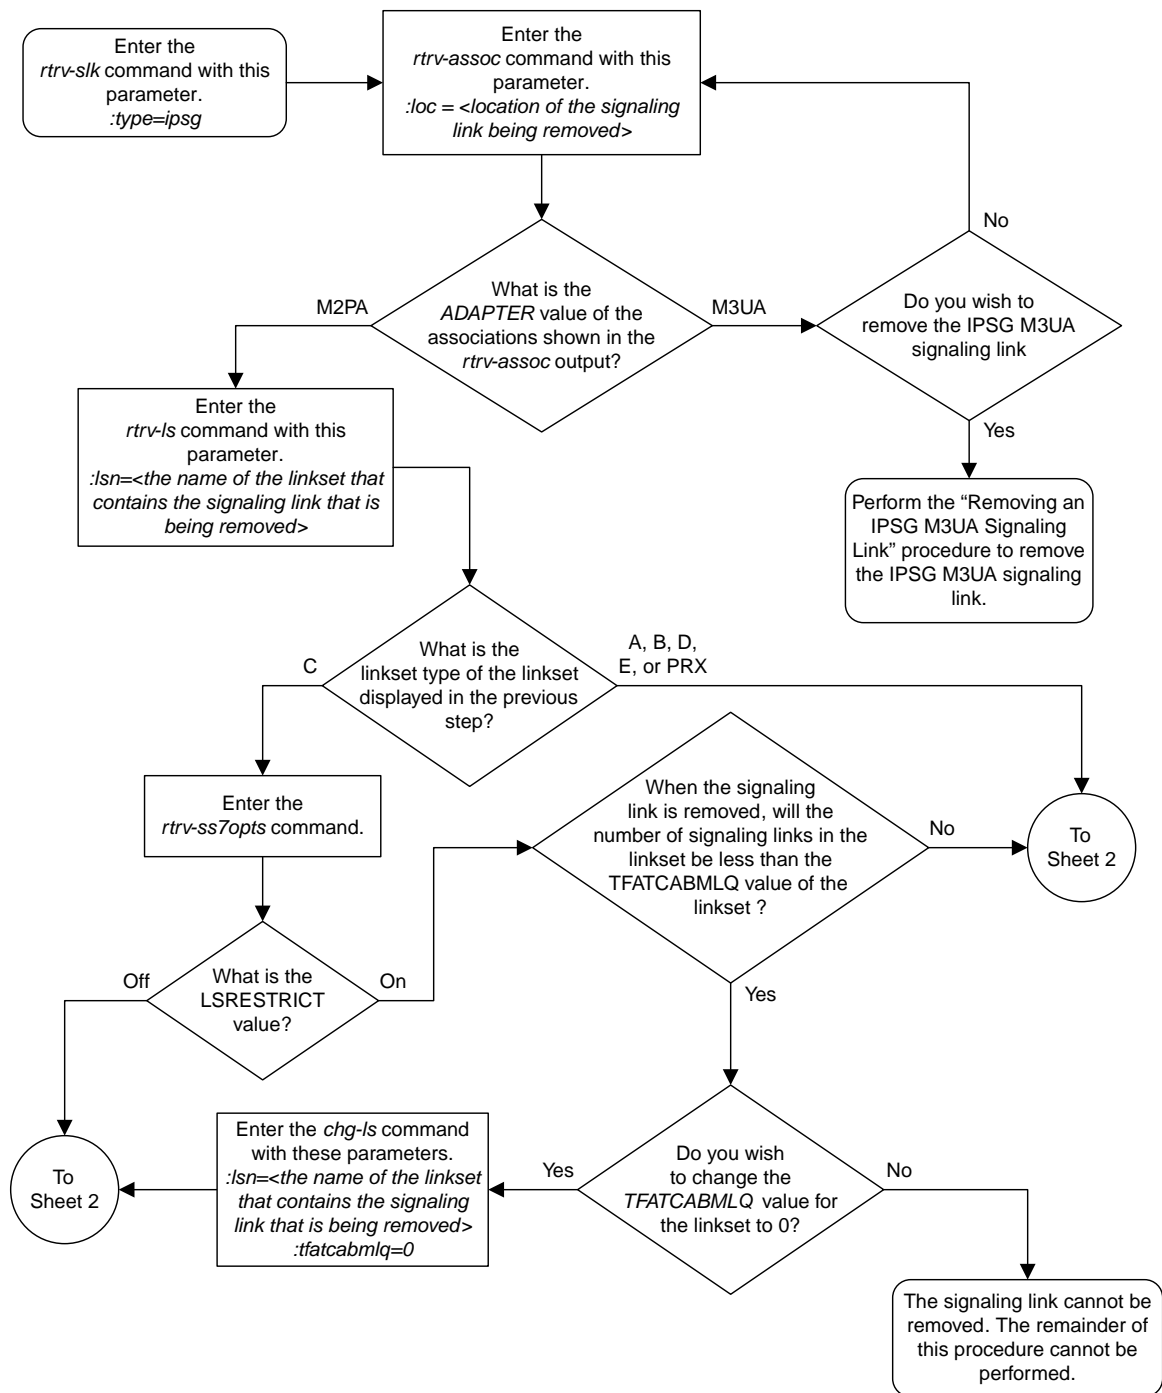 Enter the
rtrv-slk command with this
parameter.
:type=ipsg
Enter the
rtrv-assoc command with this
parameter.
:loc = <location of the signaling
link being removed>
No
What is the
ADAPTER value of the
associations shown in the
rtrv-assoc output?
M2PA
M3UA
Do you wish to
remove the IPSG M3UA
signaling link
Yes
Enter the
rtrv-ls command with this
parameter.
:lsn=<the name of the linkset that
contains the signaling link that is
being removed>
Perform the “Removing an
IPSG M3UA Signaling
Link” procedure to remove
the IPSG M3UA signaling
link.
What is the
linkset type of the linkset
displayed in the previous
step?
C
A, B, D,
E, or PRX
Enter the
rtrv-ss7opts command.
When the signaling
link is removed, will the
number of signaling links in the
linkset be less than the
TFATCABMLQ value of the
linkset ?
No
To
Sheet 2
What is the
LSRESTRICT
value?
Off
On
Yes
To
Sheet 2
Enter the chg-ls command
with these parameters.
:lsn=<the name of the linkset
that contains the signaling
link that is being removed>
:tfatcabmlq=0
Yes
Do you wish
to change the
TFATCABMLQ value for
the linkset to 0?
No
The signaling link cannot be
removed. The remainder of
this procedure cannot be
performed.